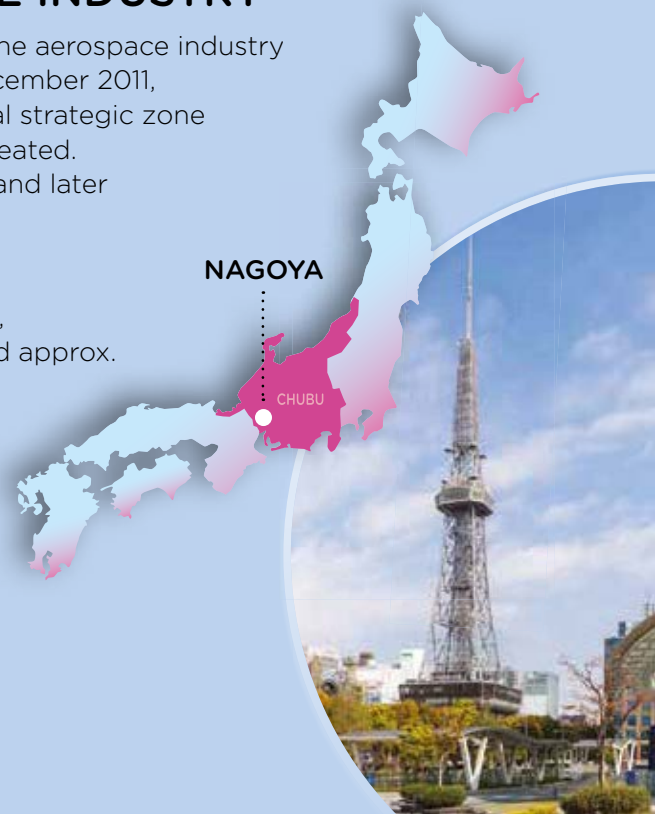 INDUSTRY
ne aerospace industry
cember 2011,
al strategic zone
eated.
and later
NAGOYA
,
d approx.
CHUBU